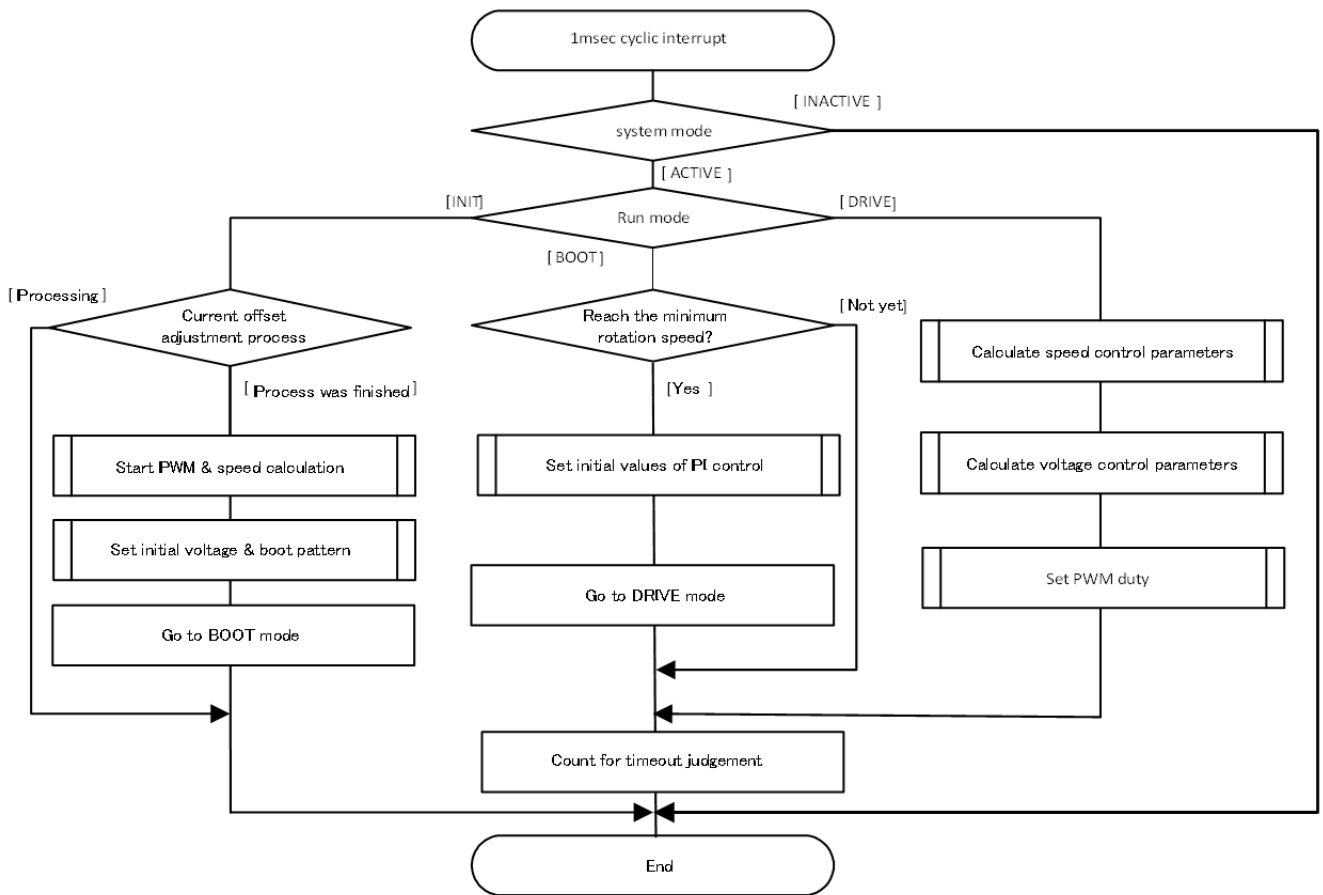 1msec cyclic interrupt
[ INACTIVE ]
system mode
[ ACTIVE ]
[INIT]
Run mode
[ DRIVE]
[ BOOT]
[ Processing]
Current offset
adjustment process
Reach the minimum
rotation speed?
[Not yet]
Calculate speed control parameters
[ Process was finished]
[Yes ]
Start PWM & speed calculation
Set initial values of PI control
Calculate voltage control parameters
Set initial voltage & boot pattern
Set PWM duty
Go to DRIVE mode
Go to BOOT mode
Count for timeout judgement
End